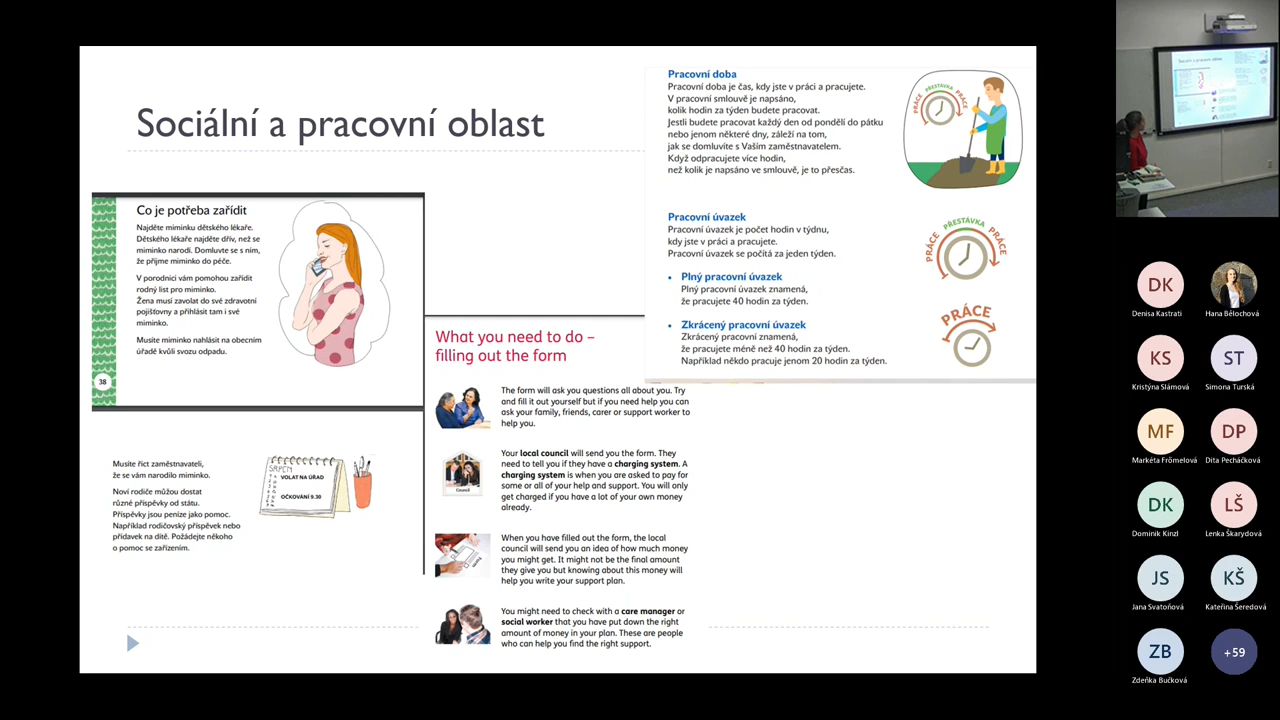 Sociální a pracovní oblast
Co je potřeba zařídit
Najděte miminku dětského lékaře.
Dětského lékaře najděte dřív, než se
miminko narodí. Domluvte se s ním,
že přijme miminko do péče.
V porodnici vám pomohou zařídit
rodný list pro miminko.
Žena musí zavolat do své zdravotní
pojišťovny a přihlásit tam i své
miminko.
Musíte miminko nahlásit na obecním
úřadě kvůli svozu odpadu.
38
Musíte říct zaměstnavateli,
že se vám narodilo miminko.
Noví rodiče můžou dostat
různé příspěvky od státu.
Příspěvky jsou peníze jako pomoc.
Například rodičovský příspěvek nebo
přídavek na dítě. Požádejte někoho
o pomoc se zařízením.
SRPEN
VOLAT NA ÚŘAD
OČKOVÁNÍ 9.30
What you need to do –
filling out the form
The form will ask you questions all about you. Try
and fill it out yourself but if you need help you can
ask your family, friends, carer or support worker to
help you.
Your local council will send you the form. They
need to tell you if they have a charging system. A
charging system is when you are asked to pay for
some or all of your help and support. You will only
get charged if you have a lot of your own money
already.
Council
When you have filled out the form, the local
council will send you an idea of how much money
you might get. It might not be the final amount
they give you but knowing about this money will
help you write your support plan.
You might need to check with a care manager or
social worker that you have put down the right
amount of money in your plan. These are people
who can help you find the right support.
Pracovní doba
Pracovní doba je čas, kdy jste v práci a pracujete.
V pracovní smlouvě je napsáno,
kolik hodin za týden budete pracovat.
Jestli budete pracovat každý den od pondělí do pátku
nebo jenom některé dny, záleží na tom,
jak se domluvíte s Vaším zaměstnavatelem.
Když odpracujete více hodin,
než kolik je napsáno ve smlouvě, je to přesčas.
PRÁCE PŘESTÁVKA PRÁCE
Pracovní úvazek
Pracovní úvazek je počet hodin v týdnu,
kdy jste v práci a pracujete.
Pracovní úvazek se počítá za jeden týden.
PRÁCE PŘESTÁVKA PRÁCE
• Plný pracovní úvazek
Plný pracovní úvazek znamená,
že pracujete 40 hodin za týden.
• Zkrácený pracovní úvazek
Zkrácený pracovní znamená,
že pracujete méně než 40 hodin za týden.
Například někdo pracuje jenom 20 hodin za týden.
PRÁCE
Sociální a pracovní oblast
DK
Denisa Kastrati
Hana Bělochová
KS
Kristýna Slámová
ST
Simona Turská
MF
Markéta Frömelová
DP
Dita Pecháčková
DK
Dominik Kinzl
LŠ
Lenka Škarydová
JS
Jana Svatoňová
KŠ
Kateřina Šeredová
ZB
Zdeňka Bučková
+59